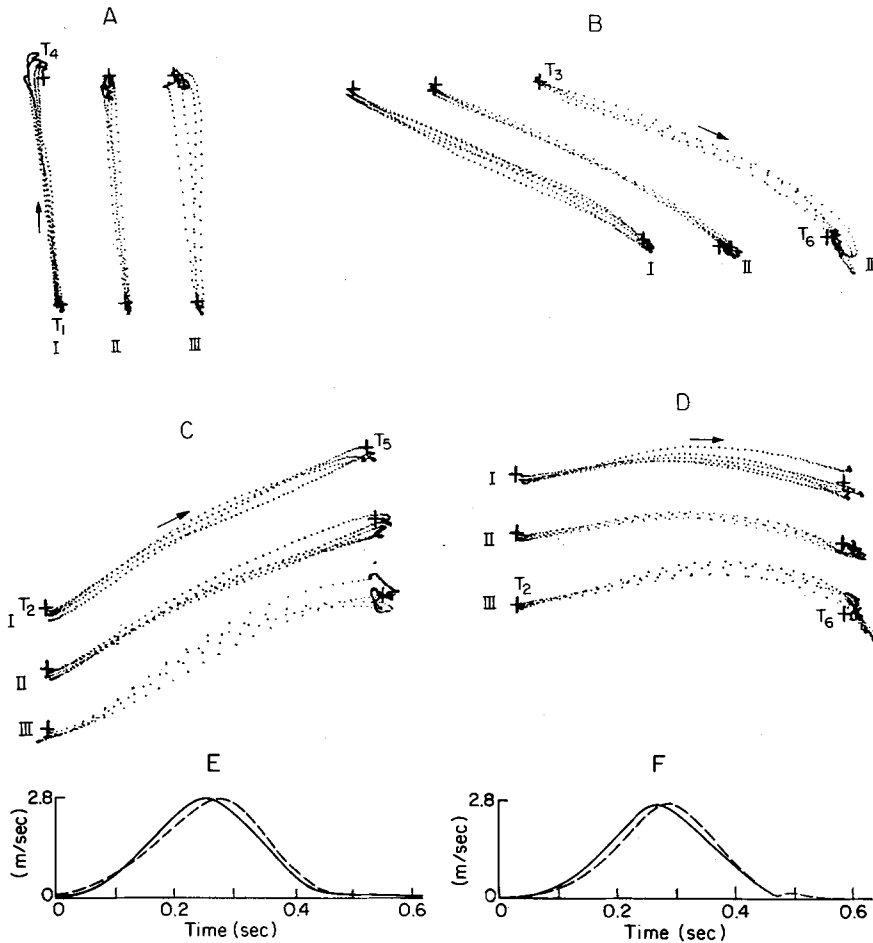 A
T4
T1
I II III
B
T3
T6
I II II
C
T5
T2
I
II
III
D
I
II
T2
III
T6
E
2.8
(m/sec)
0
0 0.2 0.4 0.6
Time (sec)
F
2.8
(m/sec)
0
0 0.2 0.4 0.6
Time (sec)